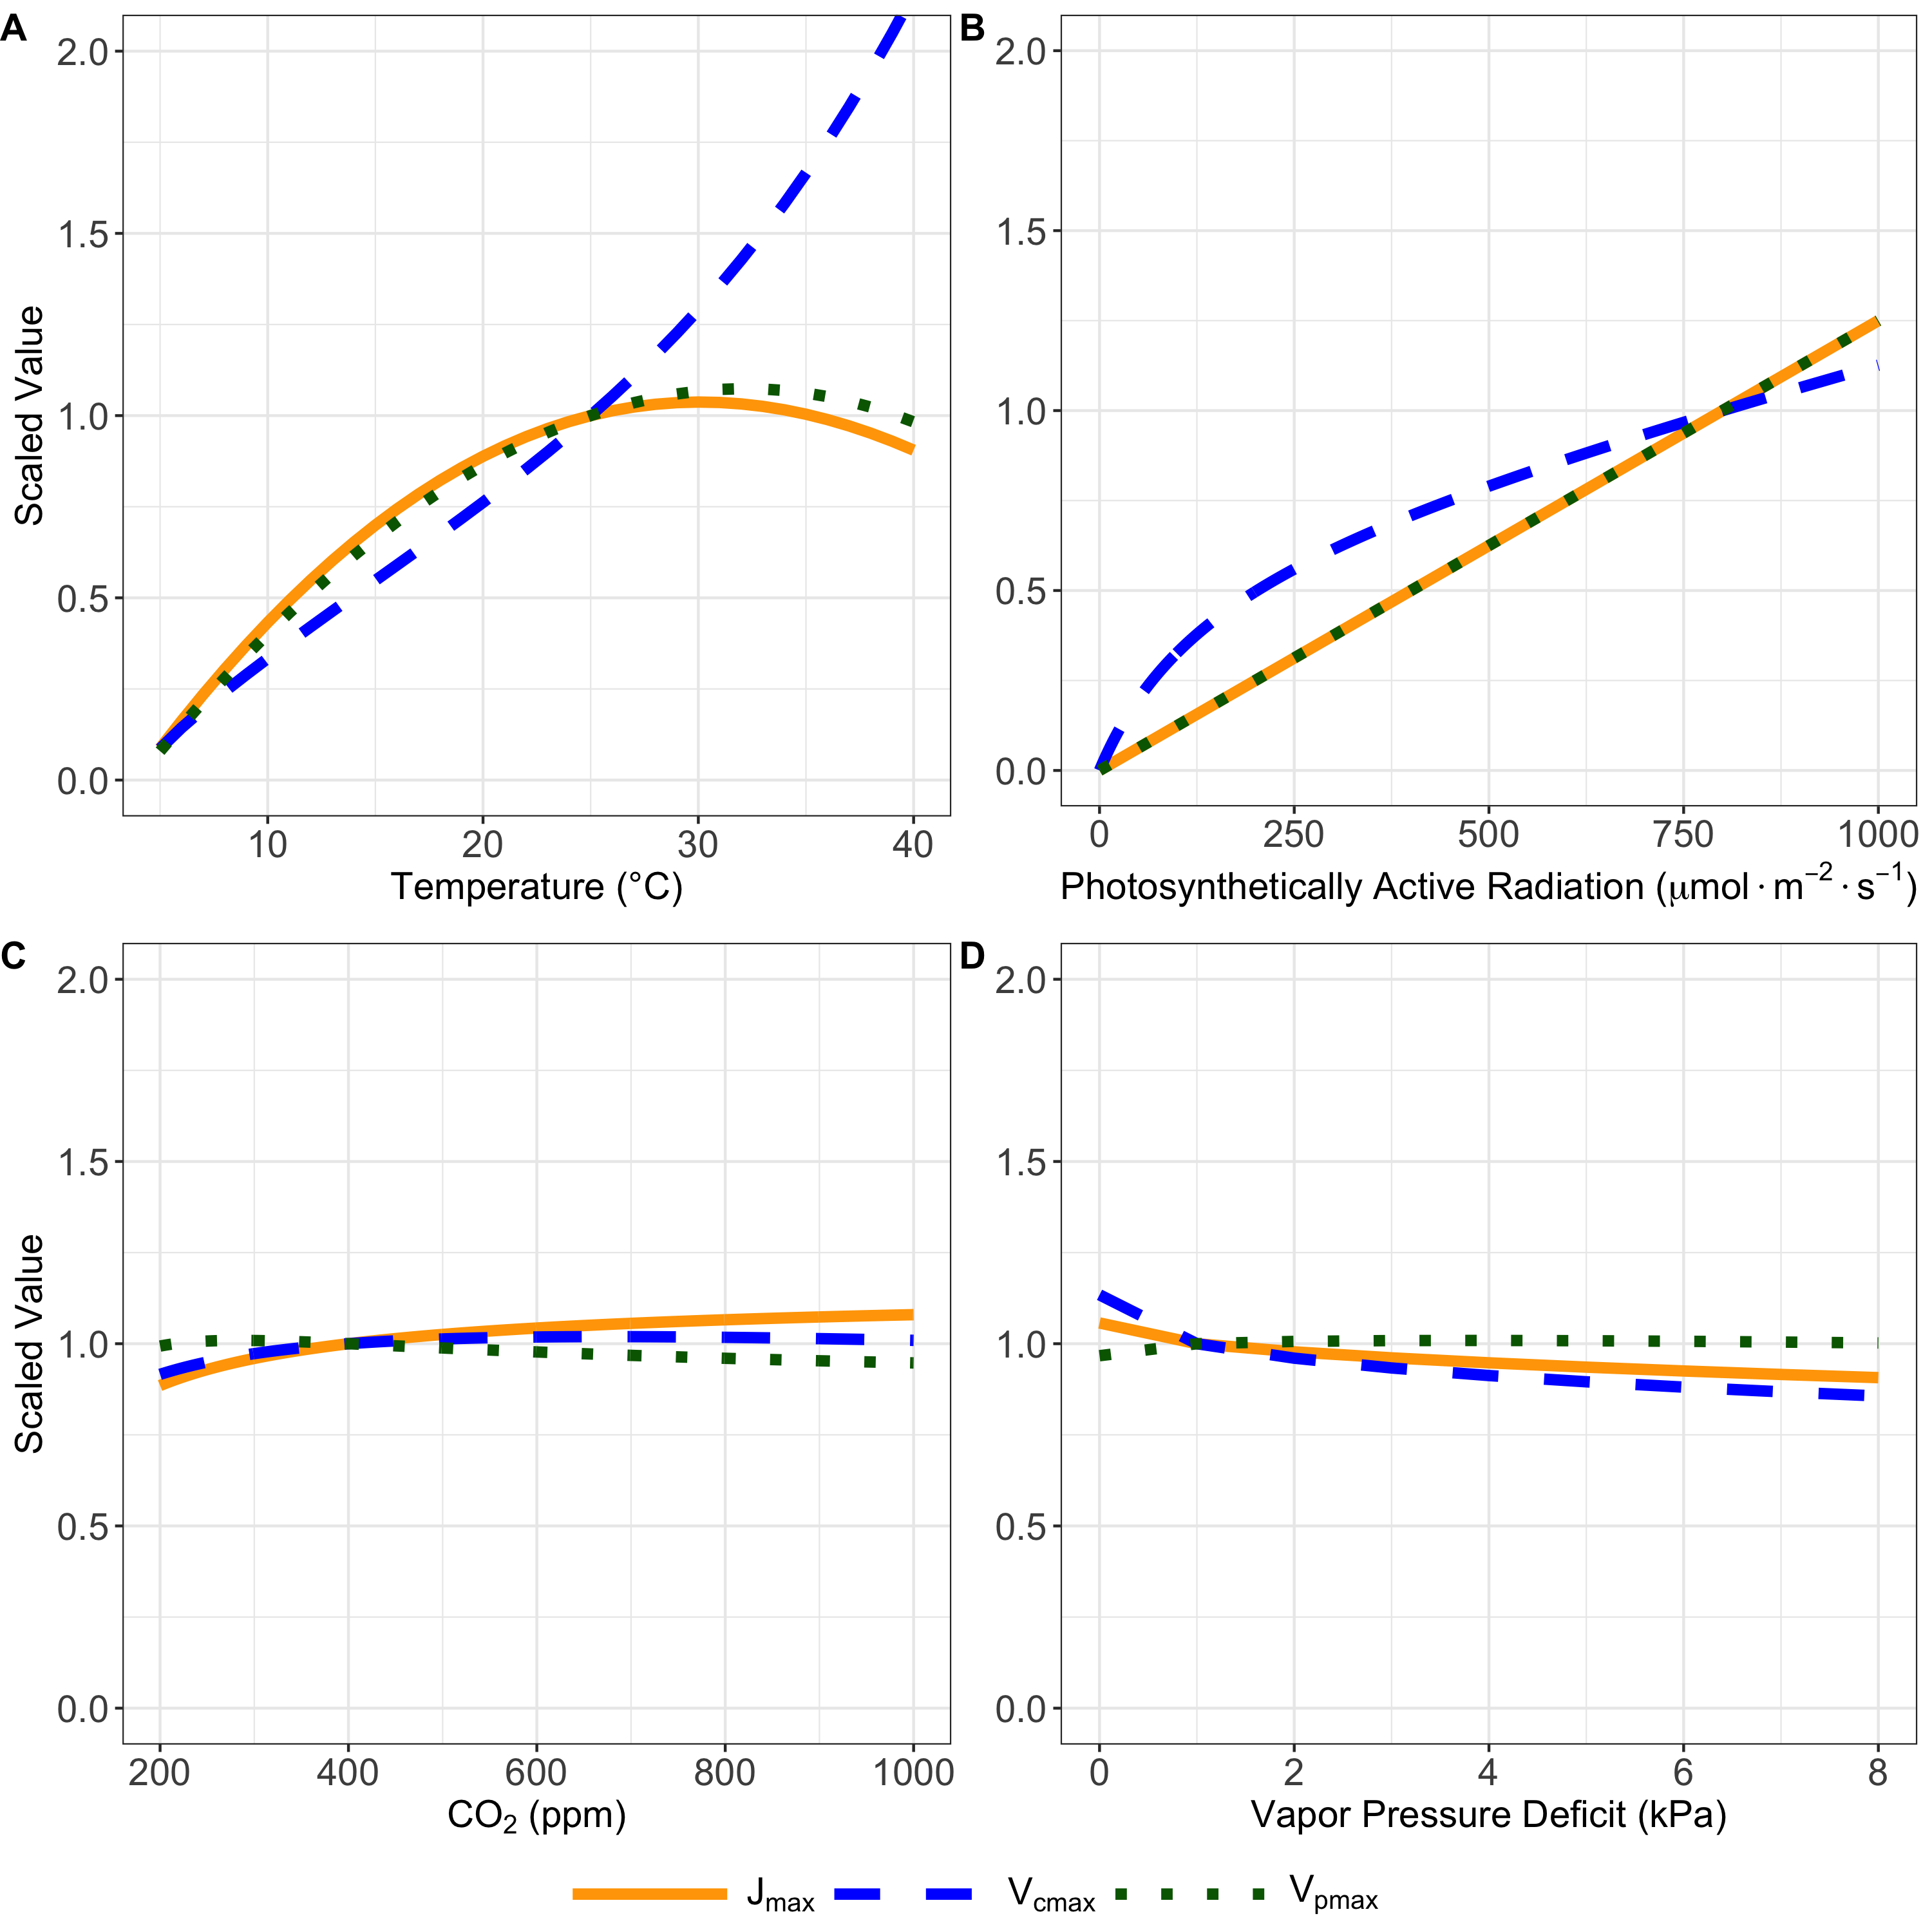 A
B
2.0
1.5
1.0
0.5
0.0
Scaled Value
10 20 30 40
Temperature (°C)
2.0
1.5
1.0
0.5
0.0
0 250 500 750 1000
Photosynthetically Active Radiation (μmol · m⁻² · s⁻¹)
C
D
2.0
1.5
1.0
0.5
0.0
Scaled Value
200 400 600 800 1000
CO₂ (ppm)
2.0
1.5
1.0
0.5
0.0
0 2 4 6 8
Vapor Pressure Deficit (kPa)
Jmax Vcmax Vpmax